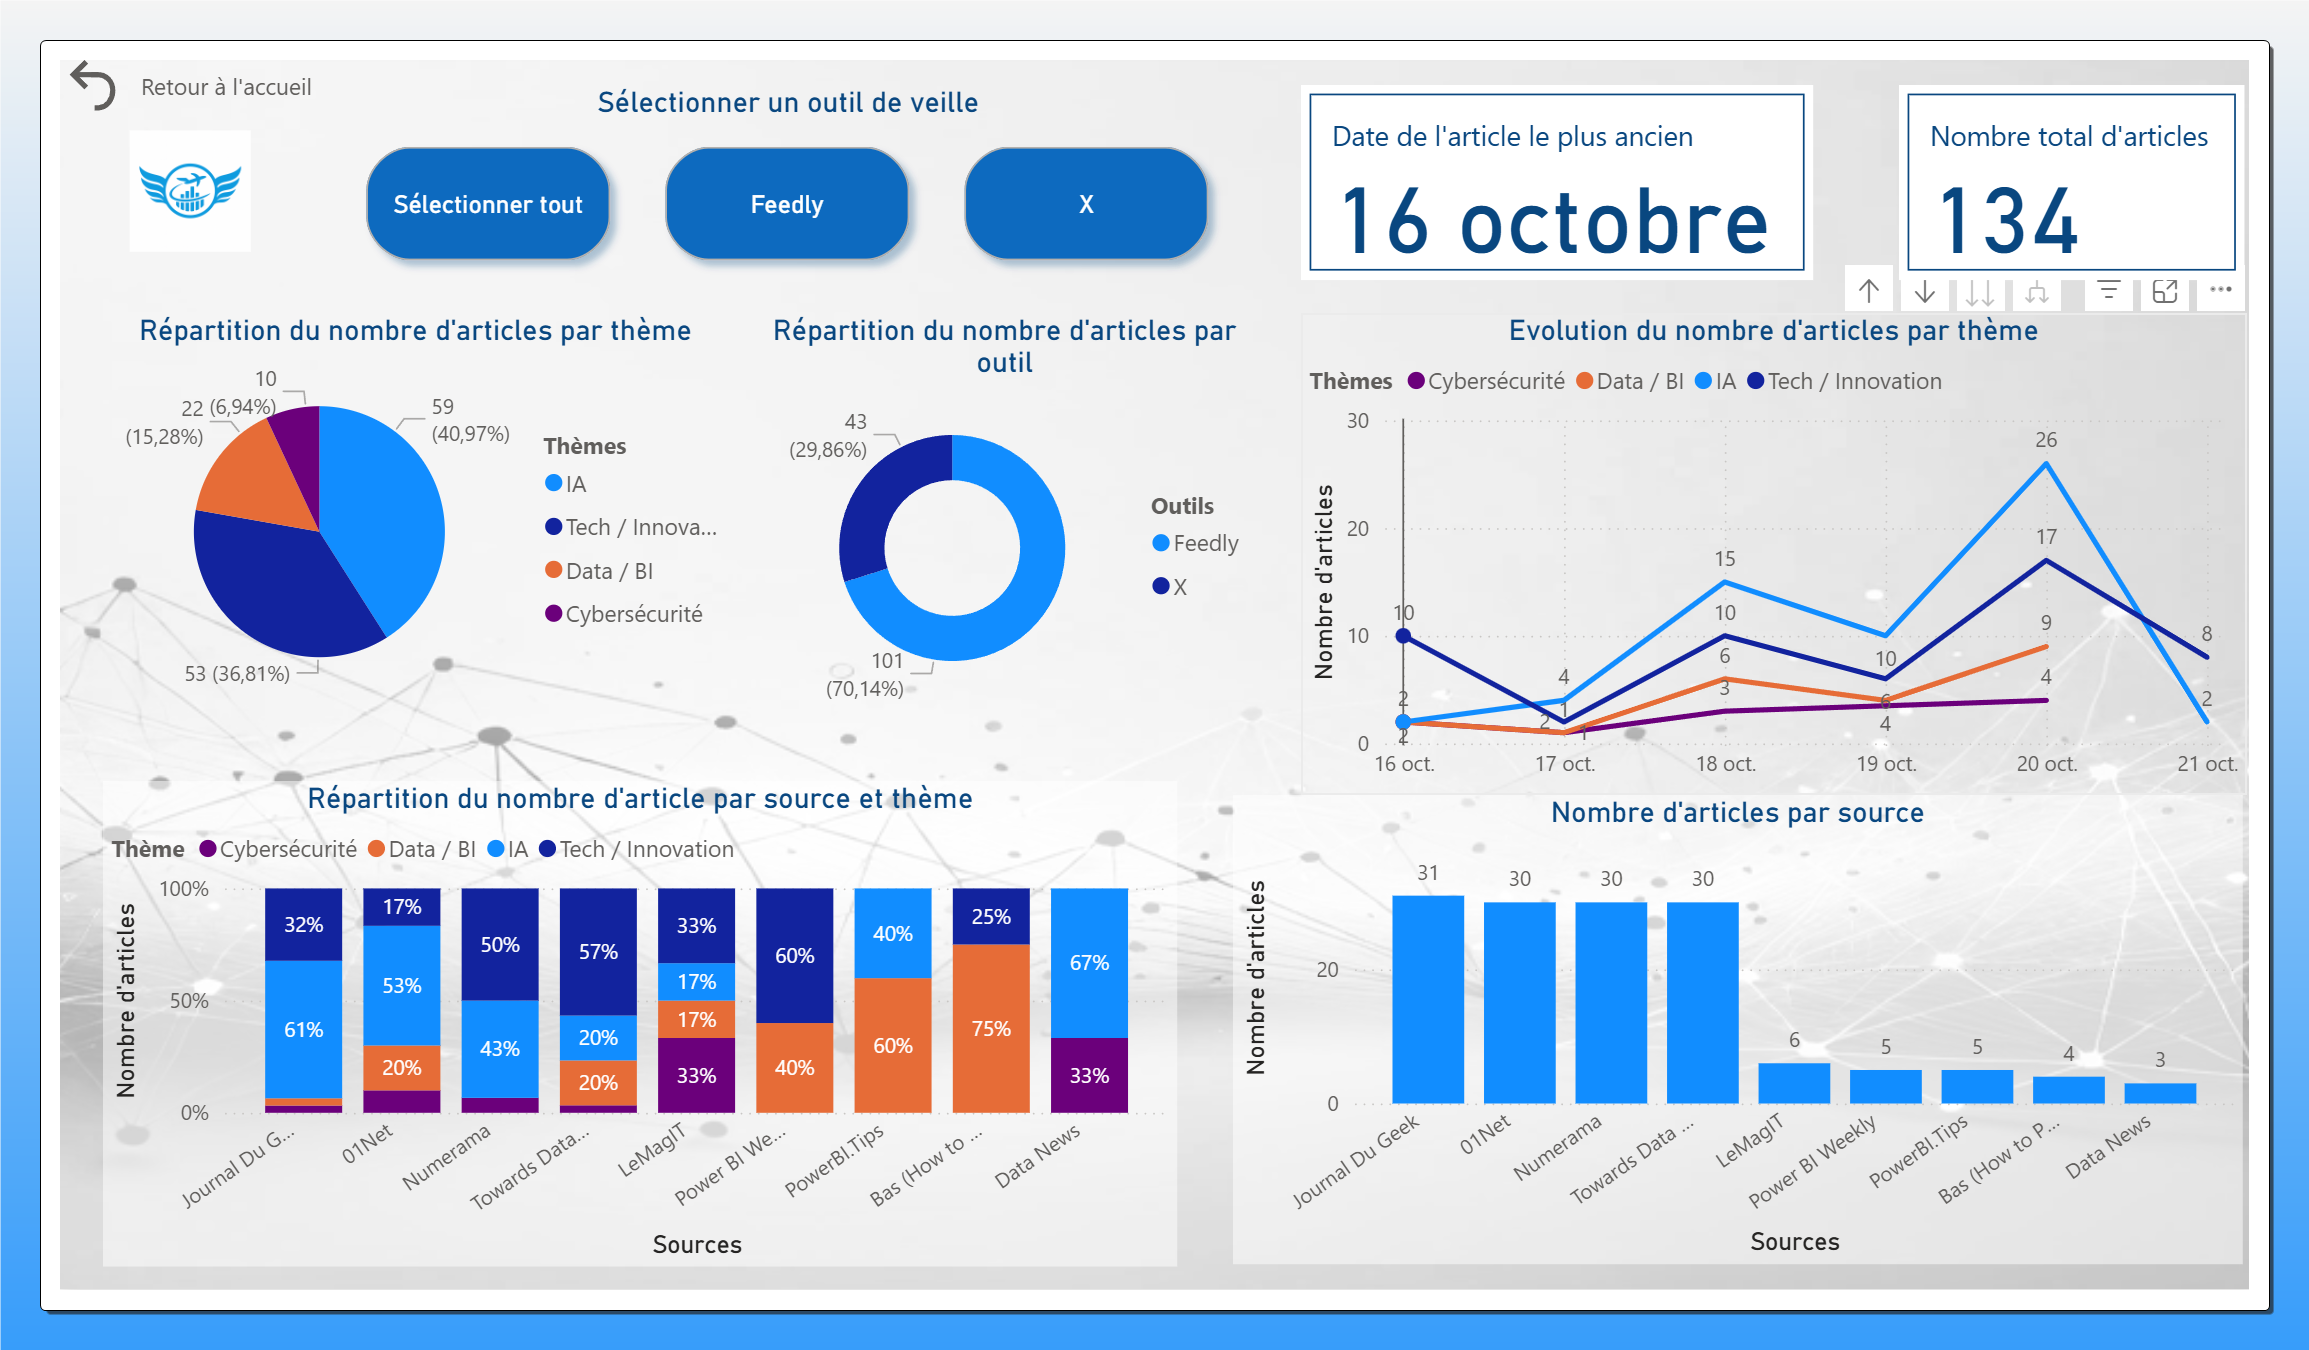 Retour à l'accueil
Sélectionner un outil de veille
Sélectionner tout
Feedly
X
Date de l'article le plus ancien
16 octobre
Nombre total d'articles
134
Répartition du nombre d'articles par thème
10
(6,94%)
22
(15,28%)
59
(40,97%)
53 (36,81%)
Thèmes
IA
Tech / Innova...
Data / BI
Cybersécurité
Répartition du nombre d'articles par
outil
43
(29,86%)
101
(70,14%)
Outils
Feedly
X
Evolution du nombre d'articles par thème
Thèmes Cybersécurité Data / BI IA Tech / Innovation
Nombre d'articles
30
20
10
0
10
2
2
4
1
2
1
15
10
6
3
10
6
4
26
17
9
4
8
2
16 oct. 17 oct. 18 oct. 19 oct. 20 oct. 21 oct.
Répartition du nombre d'article par source et thème
Thème Cybersécurité Data / BI IA Tech / Innovation
Nombre d'articles
100%
50%
0%
32%
61%
17%
53%
20%
50%
43%
57%
20%
20%
33%
17%
17%
33%
60%
40%
40%
60%
25%
75%
67%
33%
Journal Du G...
01Net
Numerama
Towards Data...
LeMagIT
Power BI We...
PowerBI.Tips
Bas (How to ...
Data News
Sources
Nombre d'articles par source
Nombre d'articles
20
0
31
30
30
30
6
5
5
4
3
Journal Du Geek
01Net
Numerama
Towards Data ...
LeMagIT
Power BI Weekly
PowerBI.Tips
Bas (How to P...
Data News
Sources